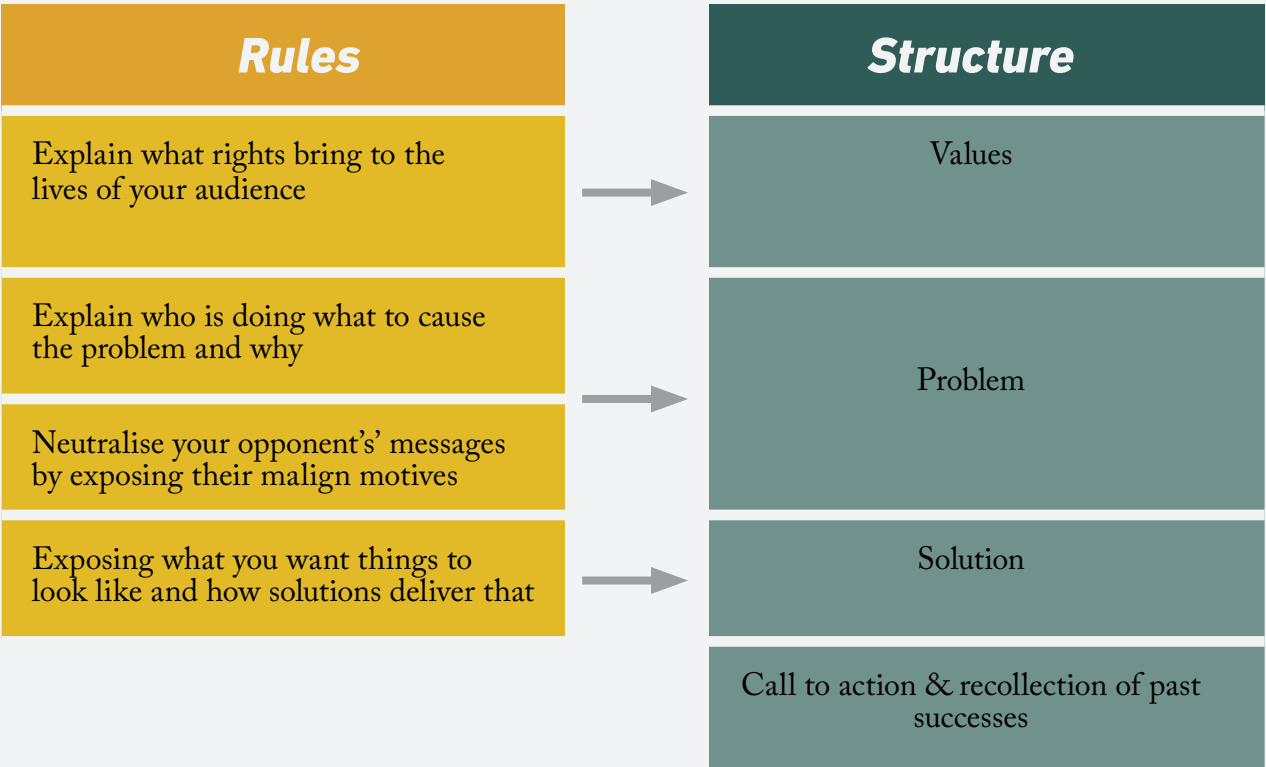 Rules
Structure
Explain what rights bring to the
lives of your audience
Values
Explain who is doing what to cause
the problem and why
Problem
Neutralise your opponent’s’ messages
by exposing their malign motives
Exposing what you want things to
look like and how solutions deliver that
Solution
Call to action & recollection of past
successes